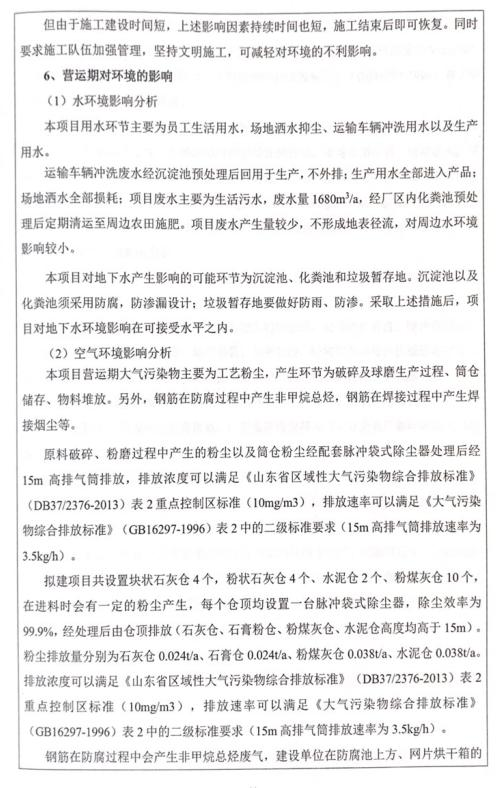 但由于施工建设时间短，上述影响因素持续时间也短，施工结束后即可恢复。同时
要求施工队伍加强管理，坚持文明施工，可减轻对环境的不利影响。
6、营运期对环境的影响
（1）水环境影响分析
本项目用水环节主要为员工生活用水，场地洒水抑尘、运输车辆冲洗用水以及生产
用水。
运输车辆冲洗废水经沉淀池预处理后回用于生产，不外排；生产用水全部进入产品；
场地洒水全部损耗；项目废水主要为生活污水，废水量 1680m³/a，经厂区内化粪池预处
理后定期清运至周边农田施肥。项目废水产生量较少，不形成地表径流，对周边水环境
影响较小。
本项目对地下水产生影响的可能环节为沉淀池、化粪池和垃圾暂存地。沉淀池以及
化粪池须采用防腐，防渗漏设计；垃圾暂存地要做好防雨、防渗。采取上述措施后，项
目对地下水环境影响在可接受水平之内。
（2）空气环境影响分析
本项目营运期大气污染物主要为工艺粉尘，产生环节为破碎及球磨生产过程、筒仓
储存、物料堆放。另外，钢筋在防腐过程中产生非甲烷总烃，钢筋在焊接过程中产生焊
接烟尘等。
原料破碎、粉磨过程中产生的粉尘以及筒仓粉尘经配套脉冲袋式除尘器处理后经
15m 高排气筒排放，排放浓度可以满足《山东省区域性大气污染物综合排放标准》
（DB37/2376-2013）表 2 重点控制区标准（10mg/m3），排放速率可以满足《大气污染
物综合排放标准》（GB16297-1996）表 2 中的二级标准要求（15m 高排气筒排放速率为
3.5kg/h）。
拟建项目共设置块状石灰仓 4 个，粉状石灰仓 4 个、水泥仓 2 个、粉煤灰仓 10 个，
在进料时会有一定的粉尘产生，每个仓顶均设置一台脉冲袋式除尘器，除尘效率为
99.9%，经处理后由仓顶排放（石灰仓、石膏粉仓、粉煤灰仓、水泥仓高度均高于 15m）。
粉尘排放量分别为石灰仓 0.024t/a、石膏仓 0.024t/a、粉煤灰仓 0.038t/a、水泥仓 0.038t/a。
排放浓度可以满足《山东省区域性大气污染物综合排放标准》（DB37/2376-2013）表 2
重点控制区标准（10mg/m3），排放速率可以满足《大气污染物综合排放标准》
（GB16297-1996）表 2 中的二级标准要求（15m 高排气筒排放速率为 3.5kg/h）。
钢筋在防腐过程中会产生非甲烷总烃废气，建设单位在防腐池上方、网片烘干箱的